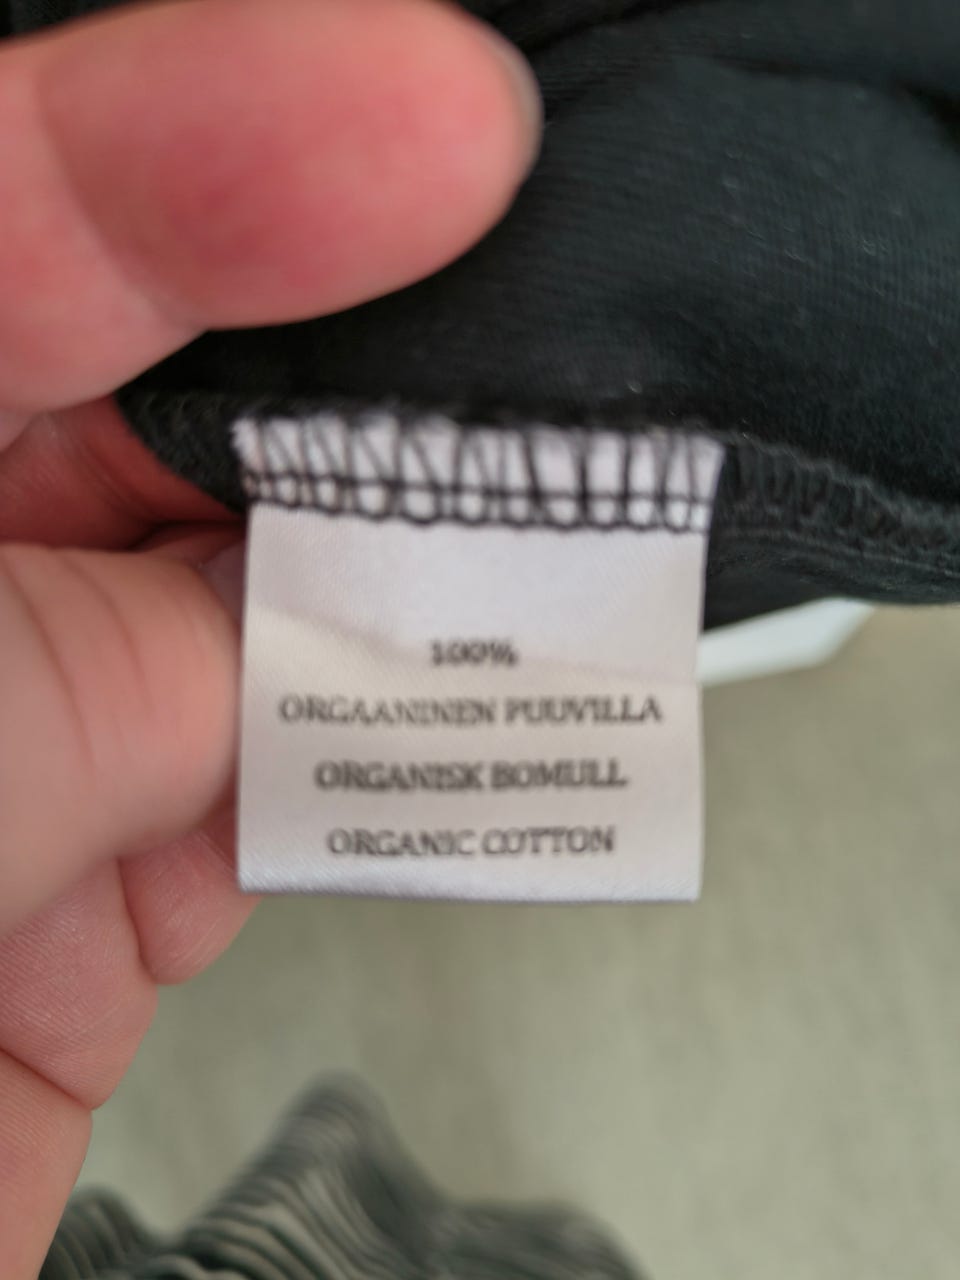 100%
ORGAANINEN PUUVILLA
ORGANISK BOMULL
ORGANIC COTTON